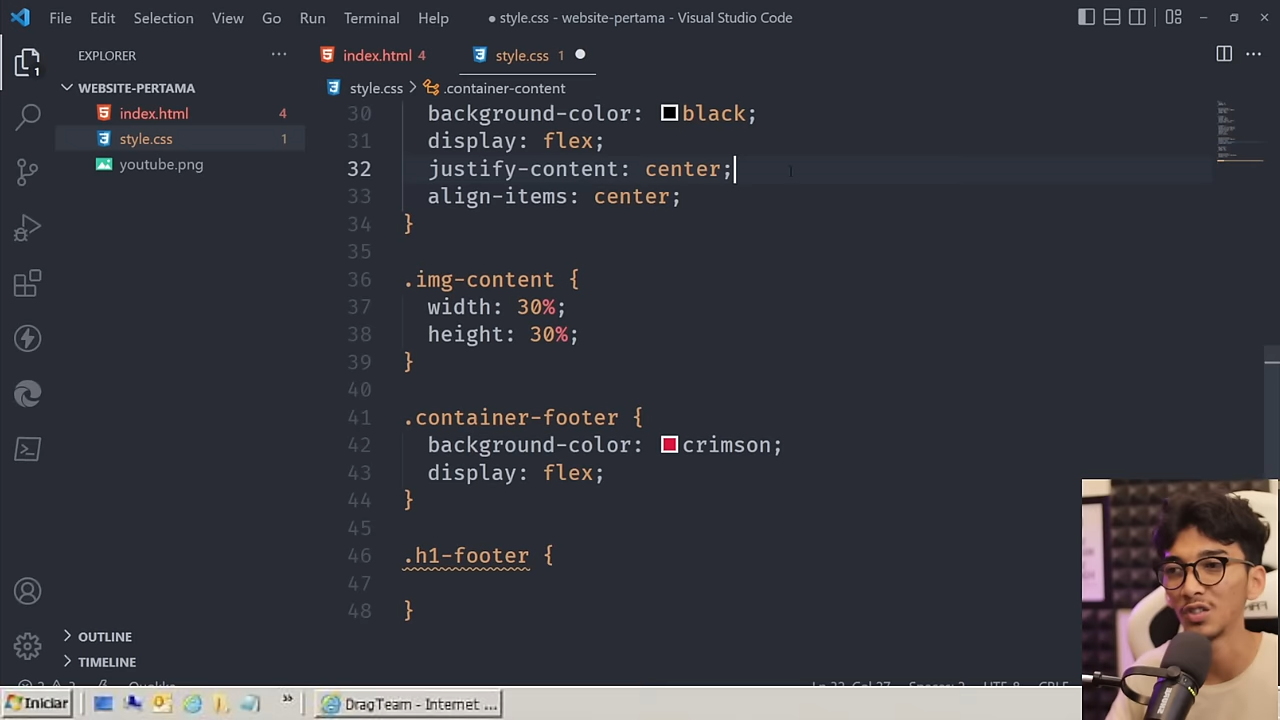 File Edit Selection View Go Run Terminal Help
● style.css - website-pertama - Visual Studio Code
EXPLORER
index.html 4
style.css 1
WEBSITE-PERTAMA
index.html 4
style.css 1
youtube.png
1
style.css > .container-content
30 background-color: black;
31 display: flex;
32 justify-content: center;
33 align-items: center;
34 }
35
36 .img-content {
37 width: 30%;
38 height: 30%;
39 }
40
41 .container-footer {
42 background-color: crimson;
43 display: flex;
44 }
45
46 .h1-footer {
47
48 }
OUTLINE
TIMELINE
Iniciar
DragTeam - Internet ...